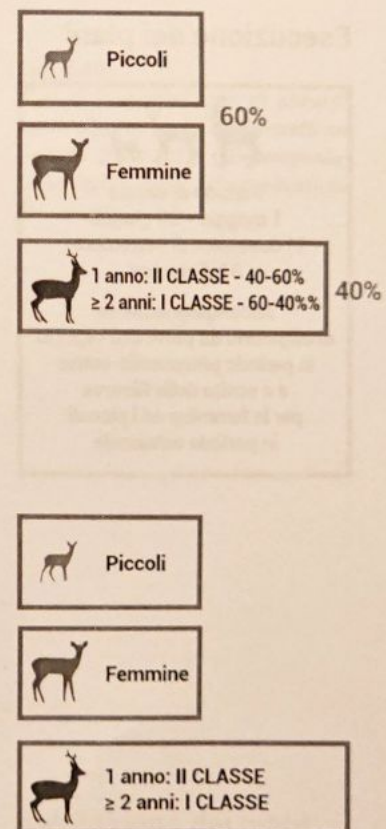 Piccoli
60%
Femmine
1 anno: II CLASSE - 40-60%
≥ 2 anni: I CLASSE - 60-40%%
40%
Piccoli
Femmine
1 anno: II CLASSE
≥ 2 anni: I CLASSE